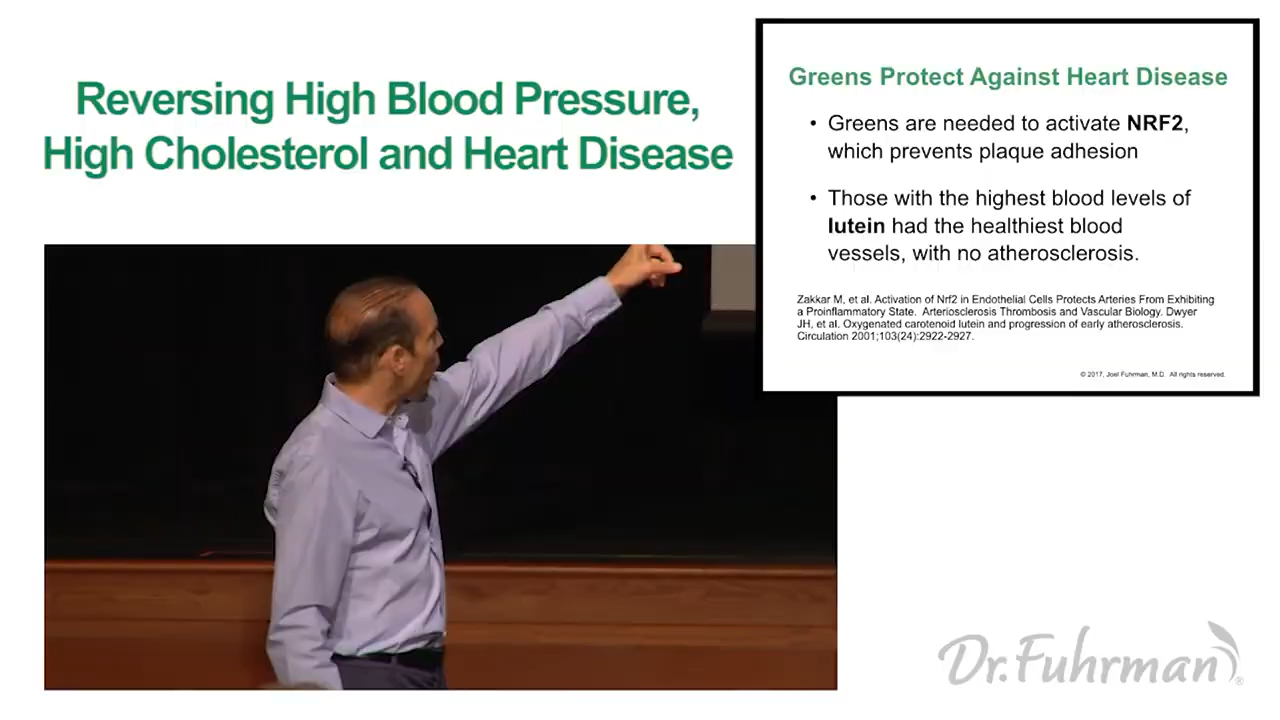 Reversing High Blood Pressure,
High Cholesterol and Heart Disease
Greens Protect Against Heart Disease
• Greens are needed to activate NRF2,
which prevents plaque adhesion
• Those with the highest blood levels of
lutein had the healthiest blood
vessels, with no atherosclerosis.
Zakkar M, et al. Activation of Nrf2 in Endothelial Cells Protects Arteries From Exhibiting
a Proinflammatory State. Arteriosclerosis Thrombosis and Vascular Biology. Dwyer
JH, et al. Oxygenated carotenoid lutein and progression of early atherosclerosis.
Circulation 2001;103(24):2922-2927.
© 2017, Joel Fuhrman, M.D. All rights reserved.
Dr. Fuhrman®